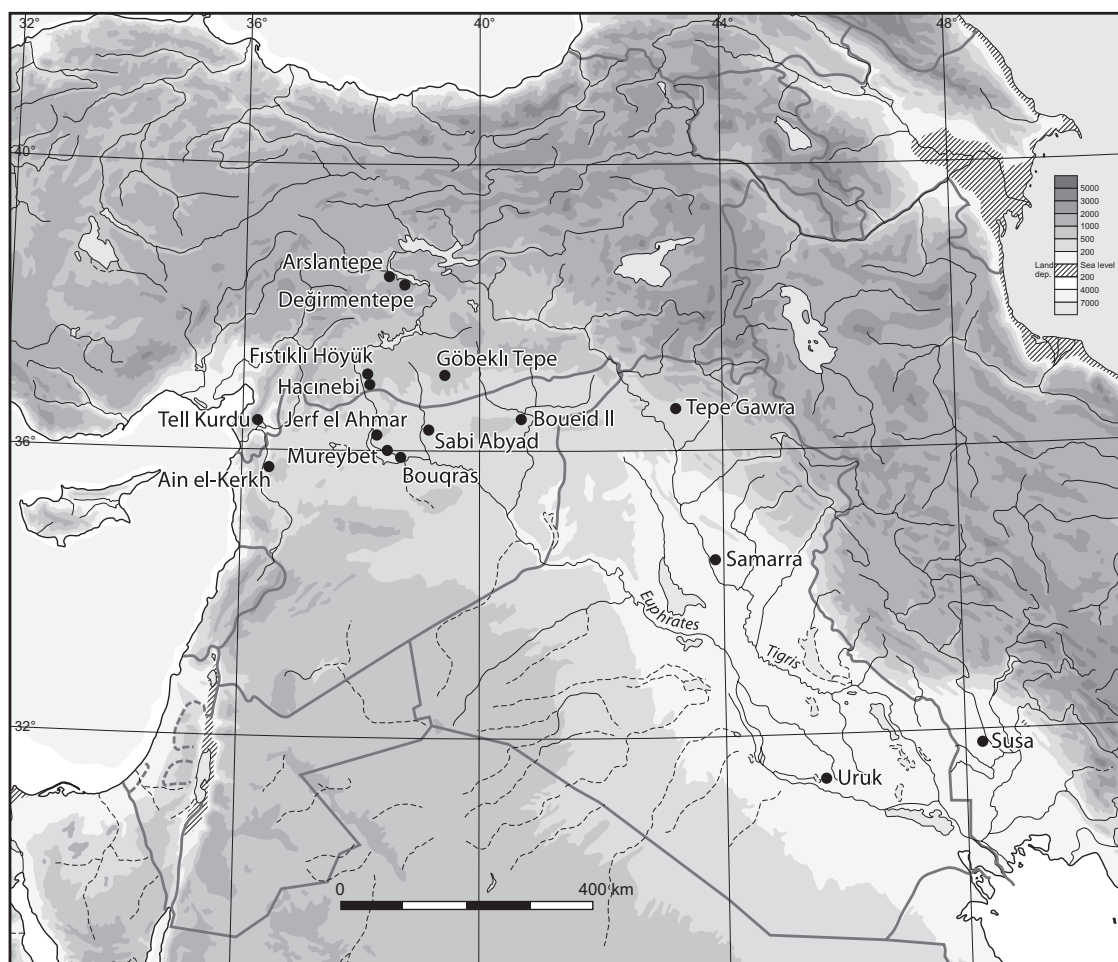 32° 36° 40° 44° 48°
40°
5000
3000
2000
1000
500
200
Land dep. Sea level
200
4000
7000
Arslantepe
Değirmentepe
Fıstıklı Höyük
Göbeklı Tepe
Hacınebi
Tepe Gawra
Tell Kurdu
Jerf el Ahmar
Boueid II
Sabi Abyad
36°
Mureybet
Bouqras
Ain el-Kerkh
Samarra
Euphrates
Tigris
32°
Susa
Uruk
0 400 km